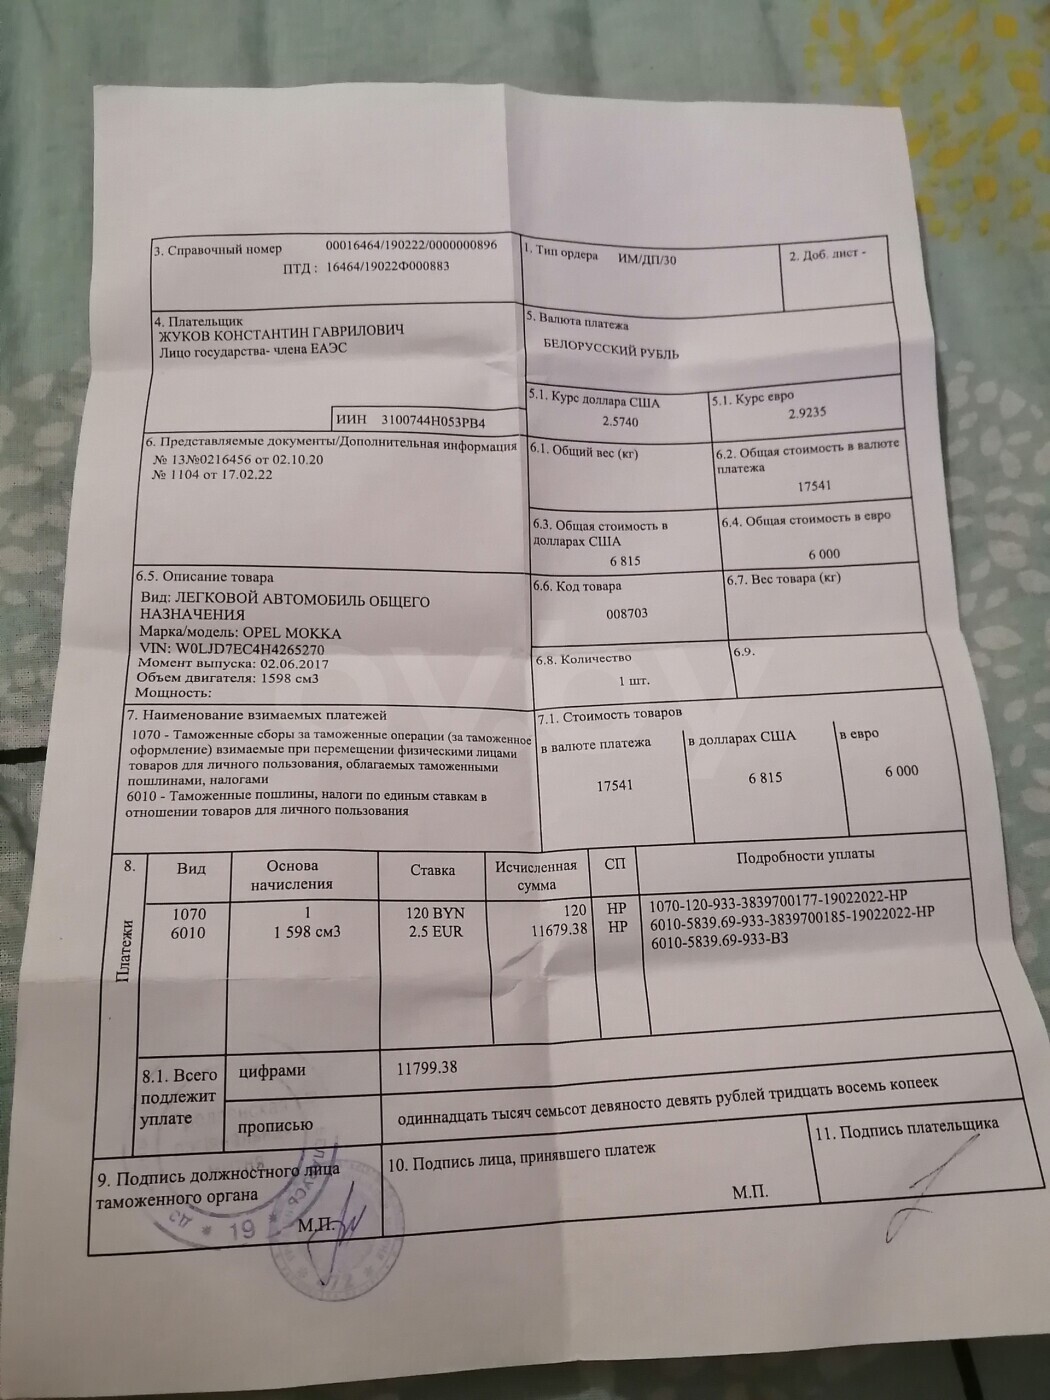 3. Справочный номер 00016464/190222/0000000896
ПТД : 16464/19022Ф000883
1. Тип ордера ИМ/ДП/30
2. Доб. лист -
4. Плательщик
ЖУКОВ КОНСТАНТИН ГАВРИЛОВИЧ
Лицо государства- члена ЕАЭС
ИИН 3100744Н053РВ4
5. Валюта платежа
БЕЛОРУССКИЙ РУБЛЬ
5.1. Курс доллара США
2.5740
5.1. Курс евро
2.9235
6. Представляемые документы/Дополнительная информация
№ 13№0216456 от 02.10.20
№ 1104 от 17.02.22
6.1. Общий вес (кг)
6.2. Общая стоимость в валюте
платежа
17541
6.3. Общая стоимость в
долларах США
6 815
6.4. Общая стоимость в евро
6 000
6.5. Описание товара
Вид: ЛЕГКОВОЙ АВТОМОБИЛЬ ОБЩЕГО
НАЗНАЧЕНИЯ
Марка/модель: OPEL MOKKA
VIN: W0LJD7EC4H4265270
Момент выпуска: 02.06.2017
Объем двигателя: 1598 см3
Мощность:
6.6. Код товара
008703
6.7. Вес товара (кг)
6.8. Количество
1 шт.
6.9.
7. Наименование взимаемых платежей
1070 - Таможенные сборы за таможенные операции (за таможенное
оформление) взимаемые при перемещении физическими лицами
товаров для личного пользования, облагаемых таможенными
пошлинами, налогами
6010 - Таможенные пошлины, налоги по единым ставкам в
отношении товаров для личного пользования
7.1. Стоимость товаров
в валюте платежа
17541
в долларах США
6 815
в евро
6 000
8.
Платежи
Вид
Основа
начисления
Ставка
Исчисленная
сумма
СП
Подробности уплаты
1070 1 120 BYN 120 НР 1070-120-933-3839700177-19022022-НР
6010 1 598 см3 2.5 EUR 11679.38 НР 6010-5839.69-933-3839700185-19022022-НР
6010-5839.69-933-ВЗ
8.1. Всего
подлежит
уплате
цифрами
11799.38
прописью
одиннадцать тысяч семьсот девяносто девять рублей тридцать восемь копеек
9. Подпись должностного лица
таможенного органа
М.П.
10. Подпись лица, принявшего платеж
М.П.
11. Подпись плательщика
* 19 *